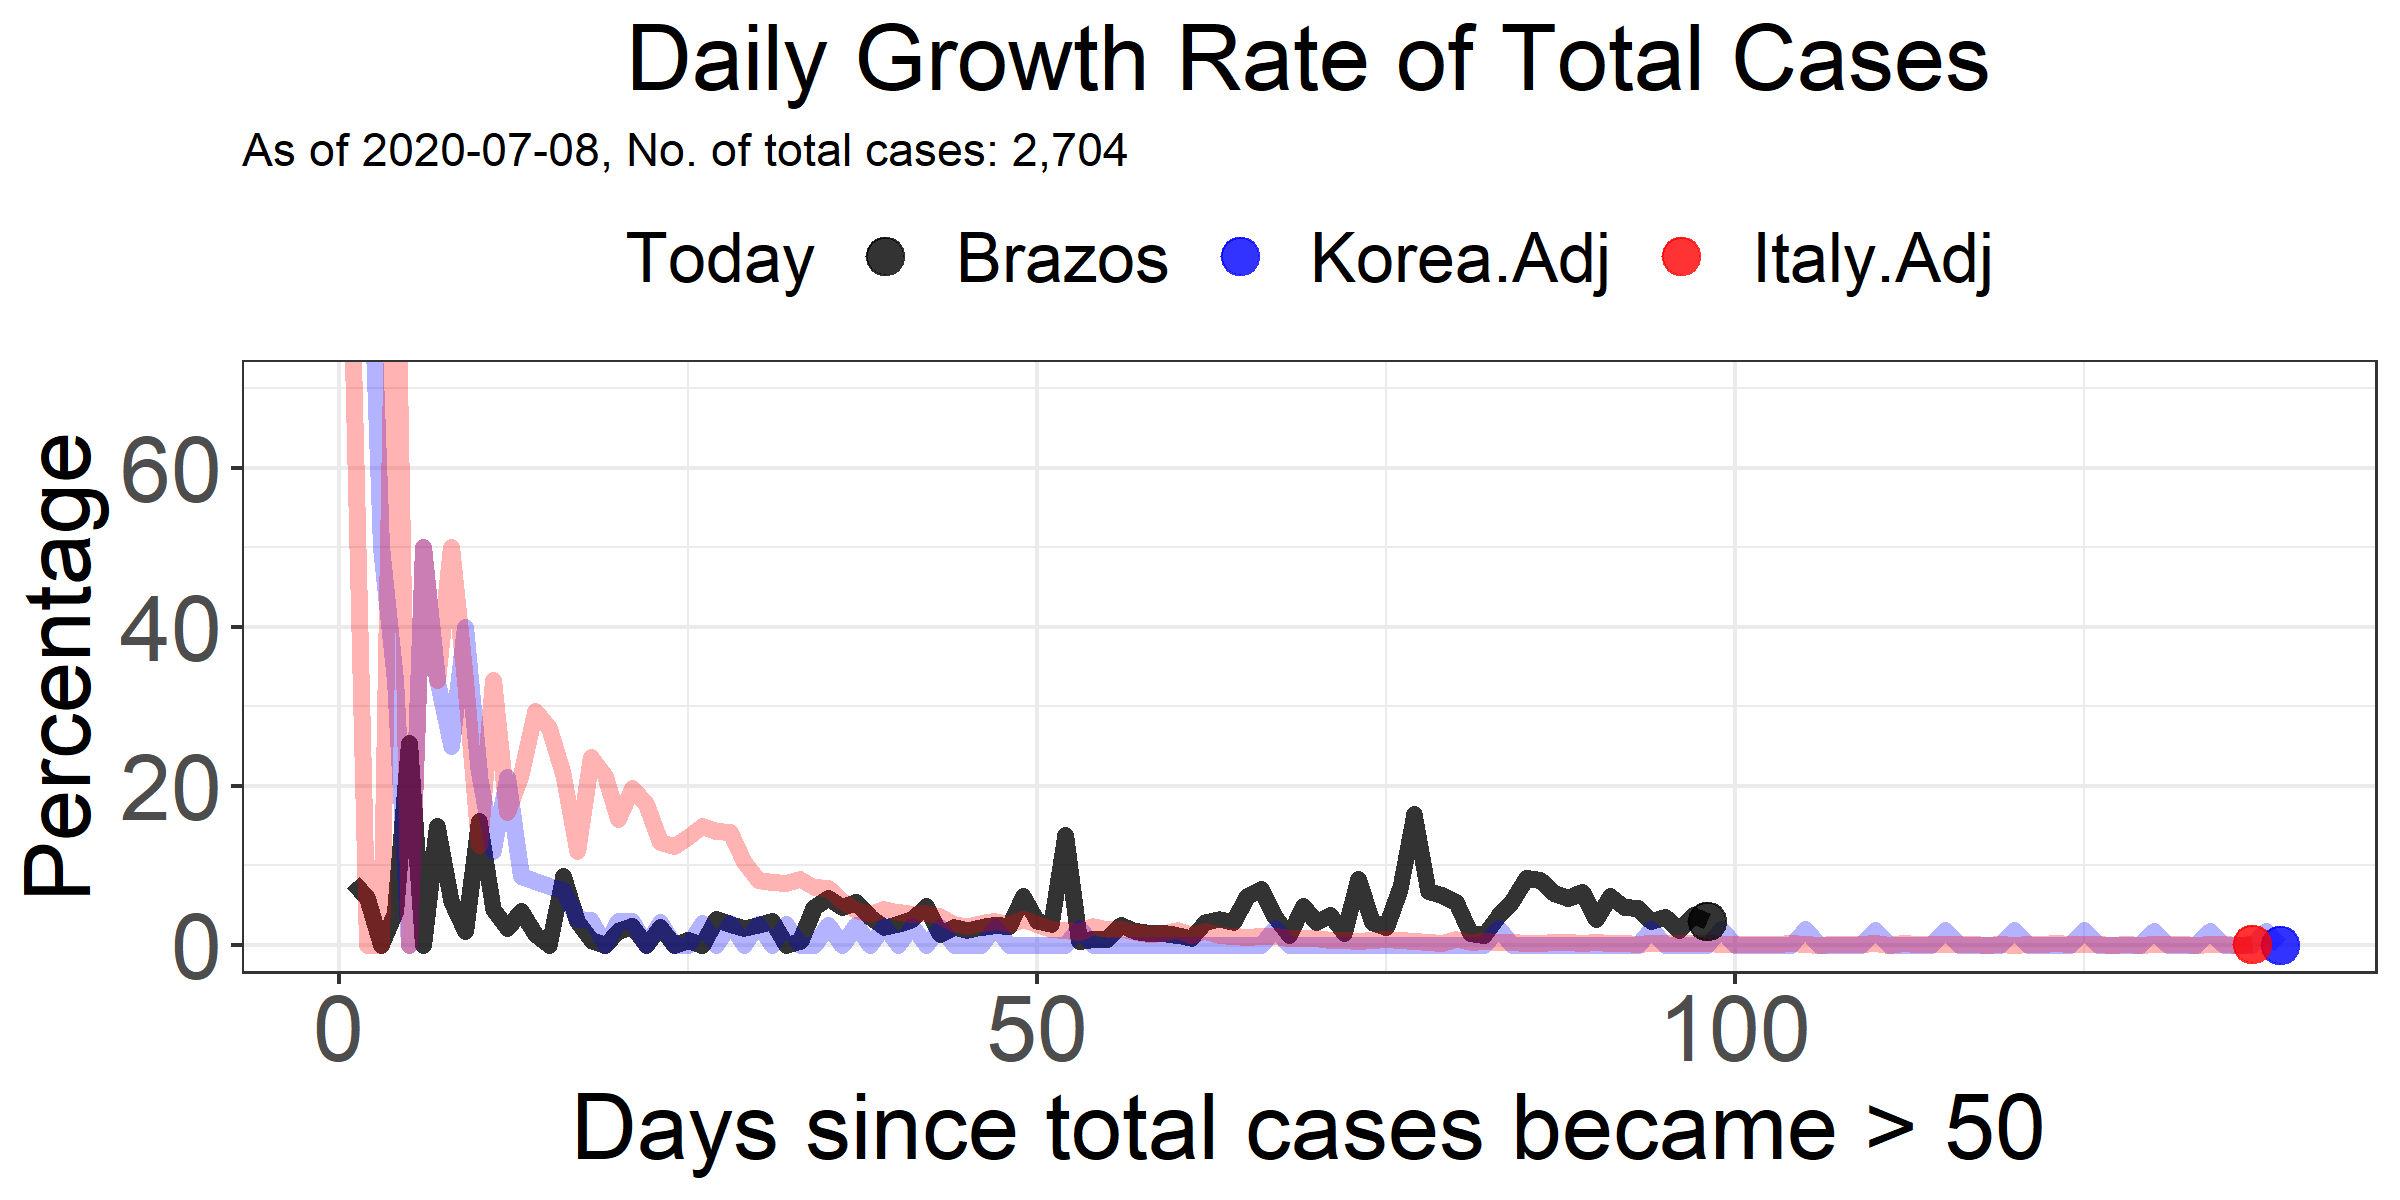 Daily Growth Rate of Total Cases
As of 2020-07-08, No. of total cases: 2,704
Today Brazos Korea.Adj Italy.Adj
Percentage
60
40
20
0
0 50 100
Days since total cases became > 50